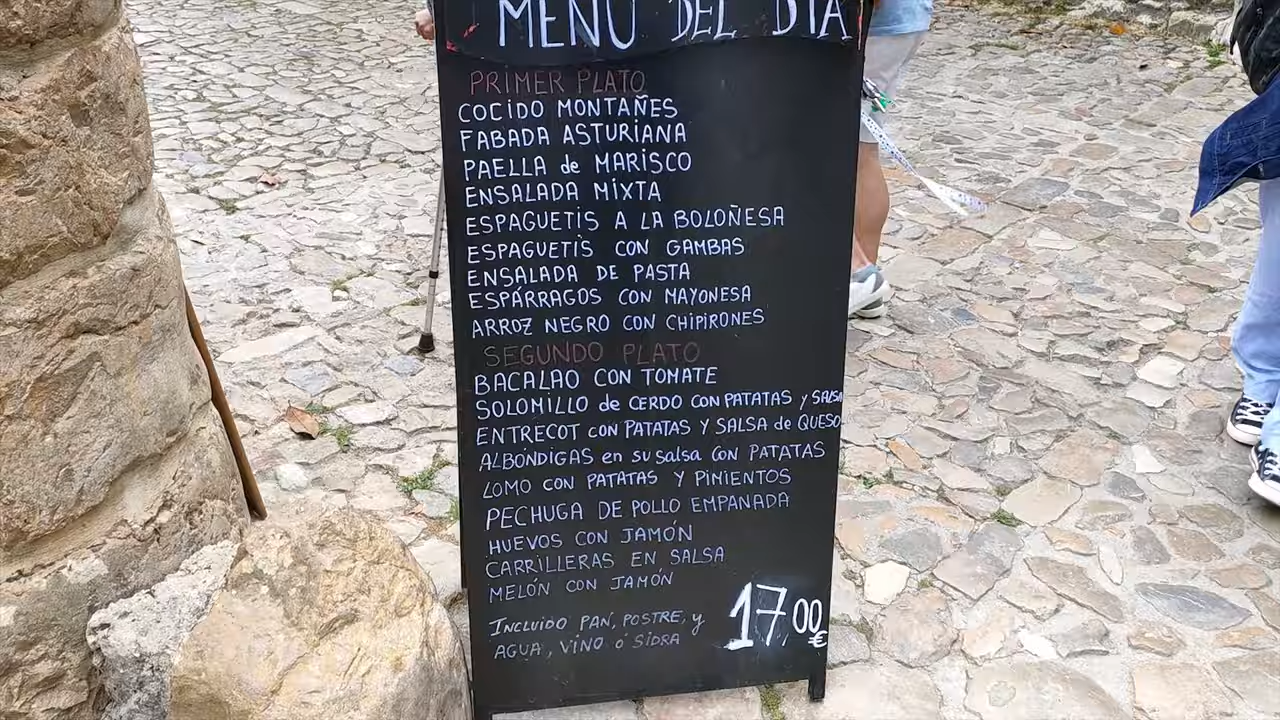 MENÚ DEL DÍA
PRIMER PLATO
COCIDO MONTAÑES
FABADA ASTURIANA
PAELLA de MARISCO
ENSALADA MIXTA
ESPAGUETIS A LA BOLOÑESA
ESPAGUETIS CON GAMBAS
ENSALADA DE PASTA
ESPÁRRAGOS CON MAYONESA
ARROZ NEGRO CON CHIPIRONES
SEGUNDO PLATO
BACALAO CON TOMATE
SOLOMILLO de CERDO CON PATATAS y SALSA
ENTRECOT CON PATATAS Y SALSA de QUESO
ALBÓNDIGAS en su salsa CON PATATAS
LOMO CON PATATAS Y PINIENTOS
PECHUGA DE POLLO EMPANADA
HUEVOS CON JAMÓN
CARRILLERAS EN SALSA
MELÓN CON JAMÓN
INCLUIDO PAN, POSTRE, y
AGUA, VINO ó SIDRA
17,00€